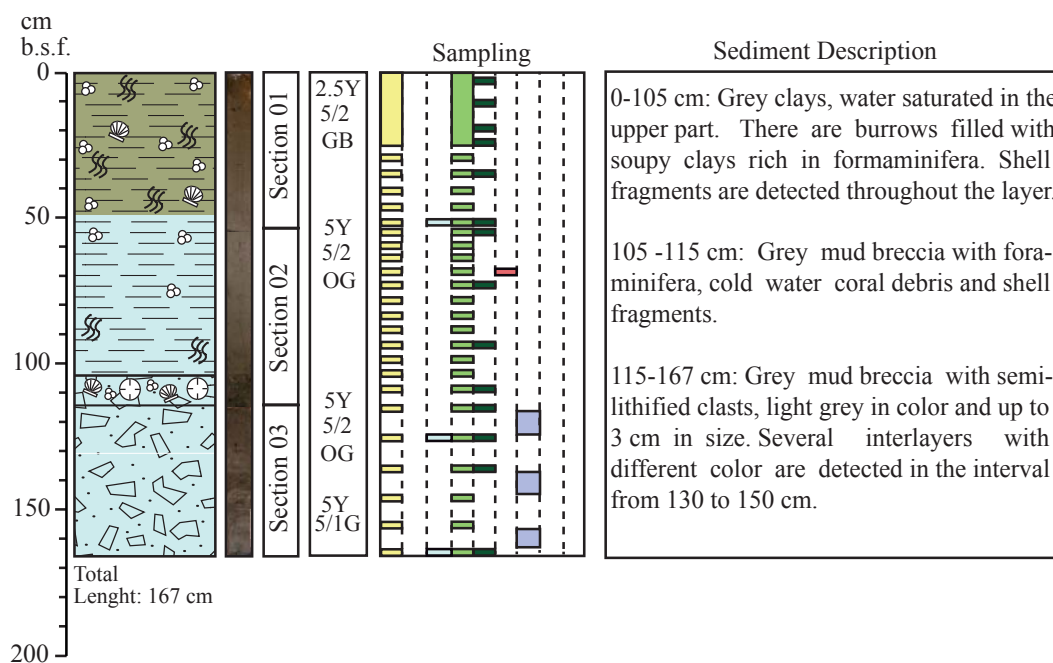 cm
b.s.f.
Sampling
Sediment Description
0
50
100
150
200
Section 01
Section 02
Section 03
2.5Y
5/2
GB
5Y
5/2
OG
5Y
5/2
OG
5Y
5/1G
0-105 cm: Grey clays, water saturated in the
upper part. There are burrows filled with
soupy clays rich in formaminifera. Shell
fragments are detected throughout the layer.
105 -115 cm: Grey mud breccia with fora-
minifera, cold water coral debris and shell
fragments.
115-167 cm: Grey mud breccia with semi-
lithified clasts, light grey in color and up to
3 cm in size. Several interlayers with
different color are detected in the interval
from 130 to 150 cm.
Total
Lenght: 167 cm